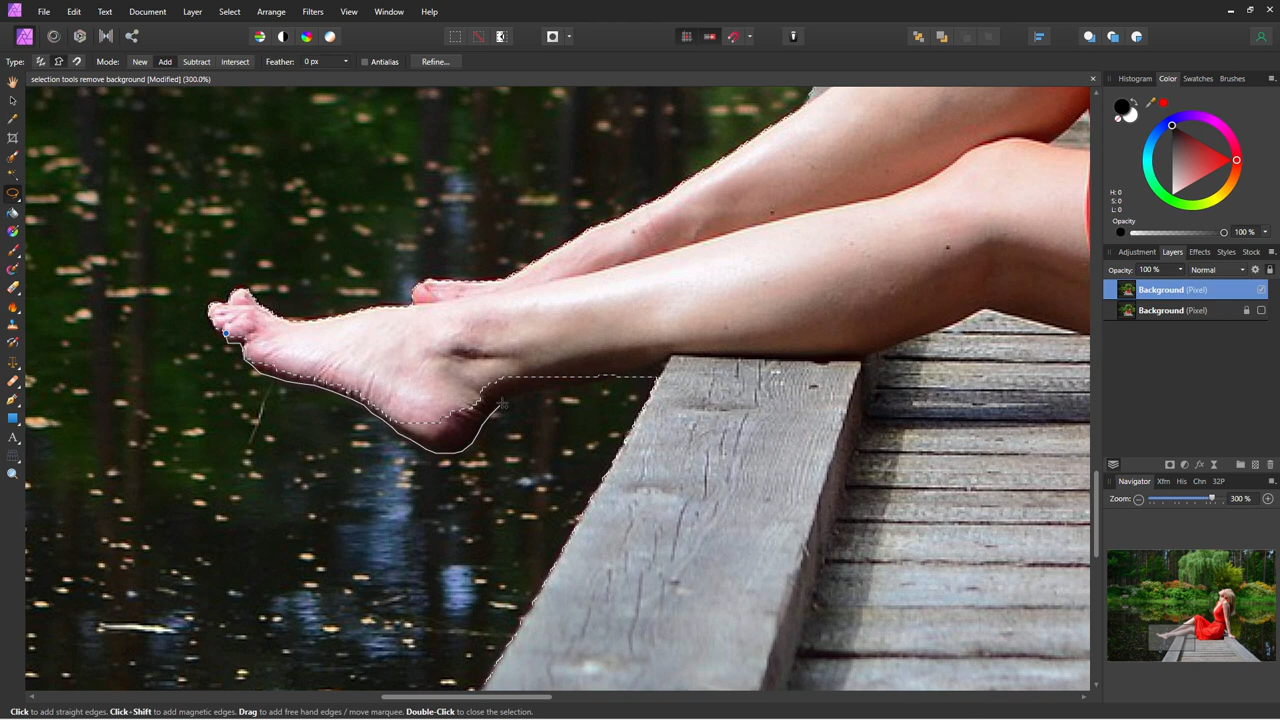 File Edit Text Document Layer Select Arrange Filters View Window Help
Type: Mode: New Add Subtract Intersect Feather: 0 px Antialias Refine...
selection tools remove background [Modified] (300.0%)
Histogram Color Swatches Brushes
H: 0
S: 0
L: 0
Opacity
100 %
Adjustment Layers Effects Styles Stock
Opacity: 100 % Normal
Background (Pixel)
Background (Pixel)
Navigator Xfm His Chn 32P
Zoom: 300 %
Click to add straight edges. Click+Shift to add magnetic edges. Drag to add free hand edges / move marquee. Double-Click to close the selection.